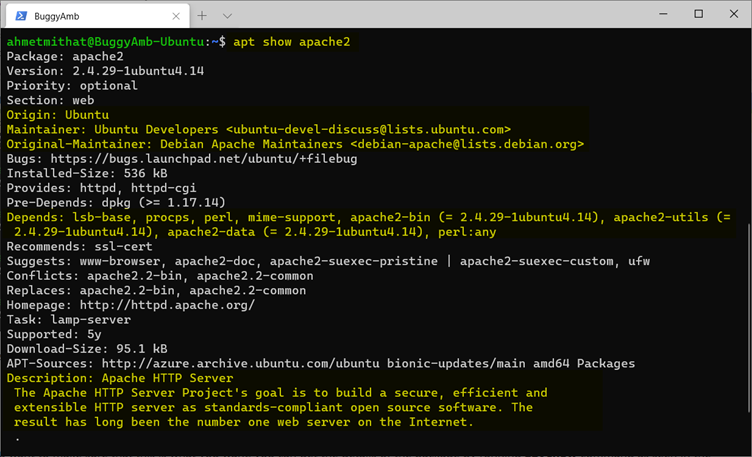 BuggyAmb
ahmetmithat@BuggyAmb-Ubuntu:~$ apt show apache2
Package: apache2
Version: 2.4.29-1ubuntu4.14
Priority: optional
Section: web
Origin: Ubuntu
Maintainer: Ubuntu Developers <ubuntu-devel-discuss@lists.ubuntu.com>
Original-Maintainer: Debian Apache Maintainers <debian-apache@lists.debian.org>
Bugs: https://bugs.launchpad.net/ubuntu/+filebug
Installed-Size: 536 kB
Provides: httpd, httpd-cgi
Pre-Depends: dpkg (>= 1.17.14)
Depends: lsb-base, procps, perl, mime-support, apache2-bin (= 2.4.29-1ubuntu4.14), apache2-utils (=
 2.4.29-1ubuntu4.14), apache2-data (= 2.4.29-1ubuntu4.14), perl:any
Recommends: ssl-cert
Suggests: www-browser, apache2-doc, apache2-suexec-pristine | apache2-suexec-custom, ufw
Conflicts: apache2.2-bin, apache2.2-common
Replaces: apache2.2-bin, apache2.2-common
Homepage: http://httpd.apache.org/
Task: lamp-server
Supported: 5y
Download-Size: 95.1 kB
APT-Sources: http://azure.archive.ubuntu.com/ubuntu bionic-updates/main amd64 Packages
Description: Apache HTTP Server
 The Apache HTTP Server Project's goal is to build a secure, efficient and
 extensible HTTP server as standards-compliant open source software. The
 result has long been the number one web server on the Internet.
 .